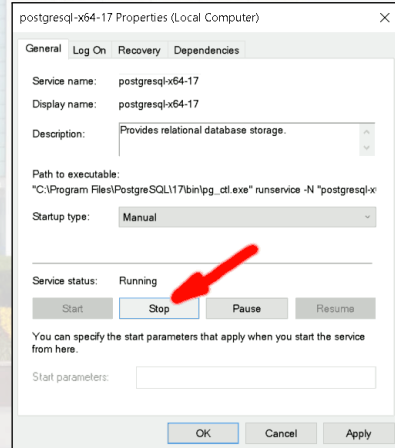 postgresql-x64-17 Properties (Local Computer)
General Log On Recovery Dependencies
Service name: postgresql-x64-17
Display name: postgresql-x64-17
Description: Provides relational database storage.
Path to executable:
"C:\Program Files\PostgreSQL\17\bin\pg_ctl.exe" runservice -N "postgresql-x
Startup type: Manual
Service status: Running
Start Stop Pause Resume
You can specify the start parameters that apply when you start the service
from here.
Start parameters:
OK Cancel Apply